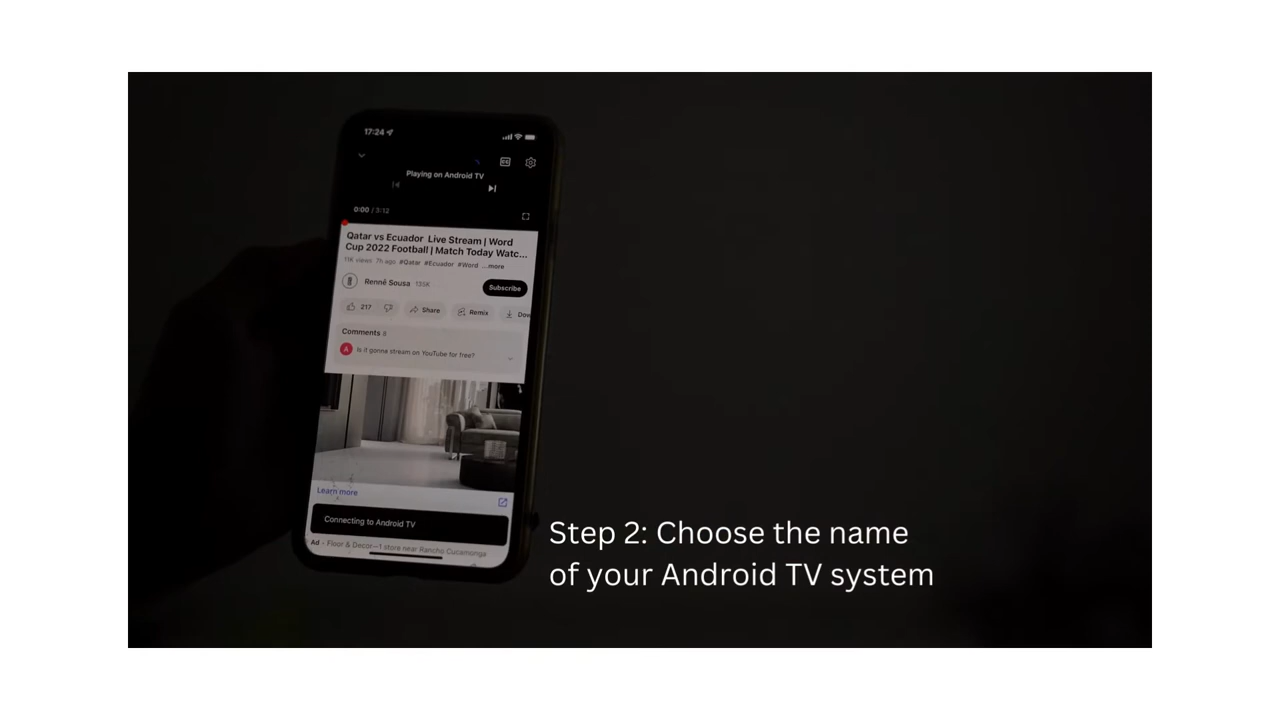 17:24
Playing on Android TV
0:00 / 3:12
Qatar vs Ecuador Live Stream | Word
Cup 2022 Football | Match Today Watc...
11K views 7h ago #Qatar #Ecuador #Word ...more
Rennê Sousa 135K
Subscribe
217 Share Remix Dow
Comments 8
A Is it gonna stream on YouTube for free?
Learn more
Connecting to Android TV
Ad - Floor & Decor—1 store near Rancho Cucamonga
Step 2: Choose the name
of your Android TV system